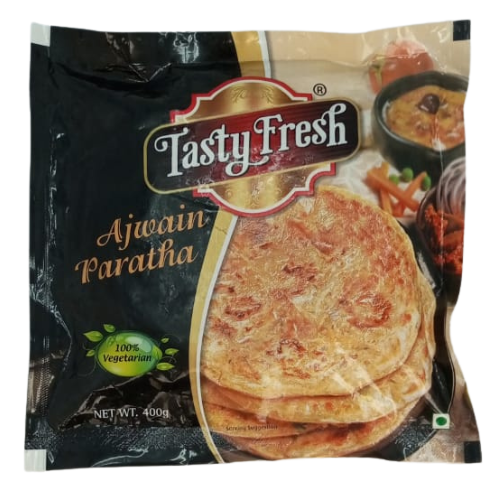 Tasty Fresh
®
Ajwain
Paratha
100%
Vegetarian
NET WT. 400g
Serving Suggestion